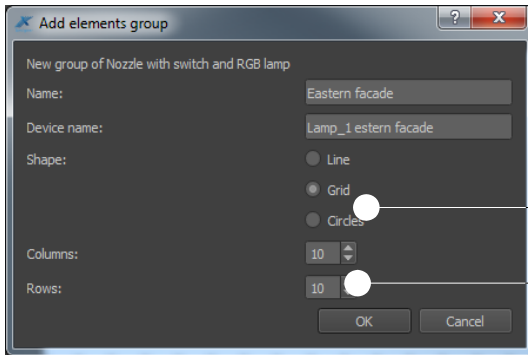 Add elements group
?
New group of Nozzle with switch and RGB lamp
Name: Eastern facade
Device name: Lamp_1 estern facade
Shape: Line
Grid
Circles
Columns: 10
Rows: 10
OK Cancel